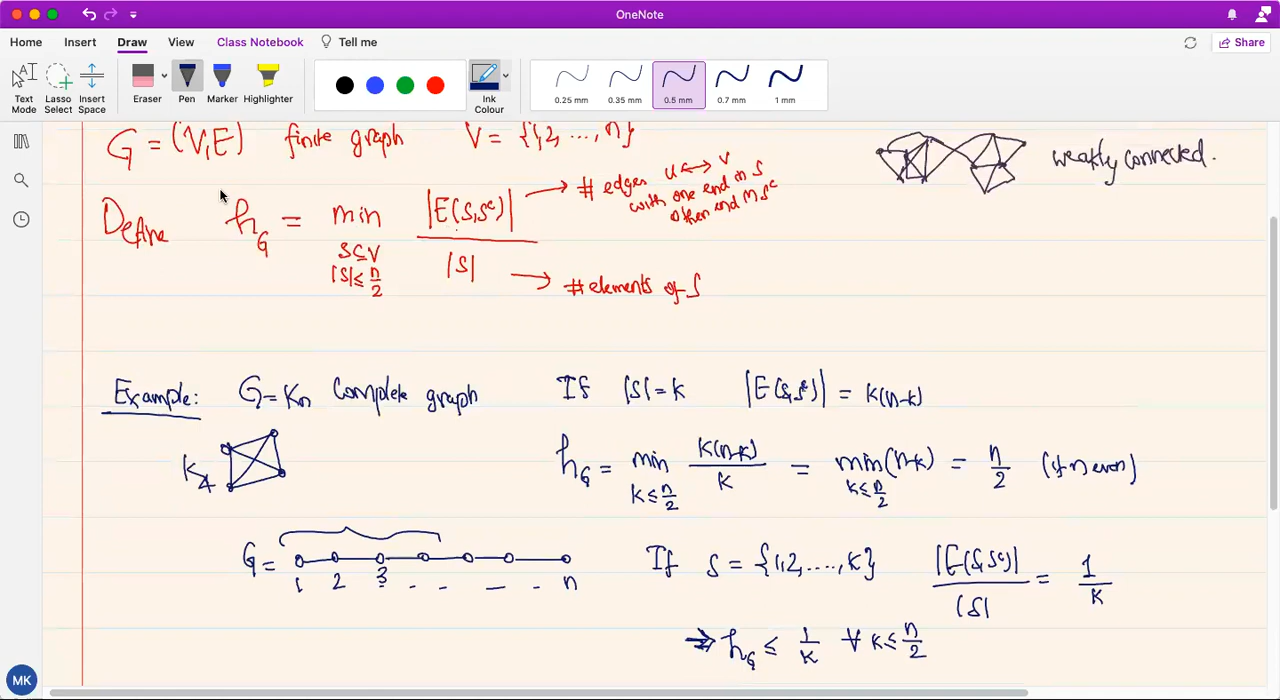 OneNote
Home Insert Draw View Class Notebook Tell me
Share
Text Mode
Lasso Select
Insert Space
Eraser
Pen
Marker
Highlighter
Ink Colour
0.25 mm 0.35 mm 0.5 mm 0.7 mm 1 mm
G = (V,E) finite graph V = {1,2, ..., n}
weakly connected.
Define h_G = min_{S⊆V, |S|≤n/2} |E(S,S^c)| / |S|
→ # edges u↔v
with one end in S
other end in S^c
→ # elements of S
Example: G=K_n Complete graph If |S|=k |E(S,S^c)| = k(n-k)
K_4
h_G = min_{k≤n/2} k(n-k)/k = min_{k≤n/2} (n-k) = n/2 (if n even)
G =
1 2 3 . . . — — n
If S = {1,2,....,k} |E(S,S^c)| / |S| = 1/k
⇒ h_G ≤ 1/k ∀ k≤n/2
MK